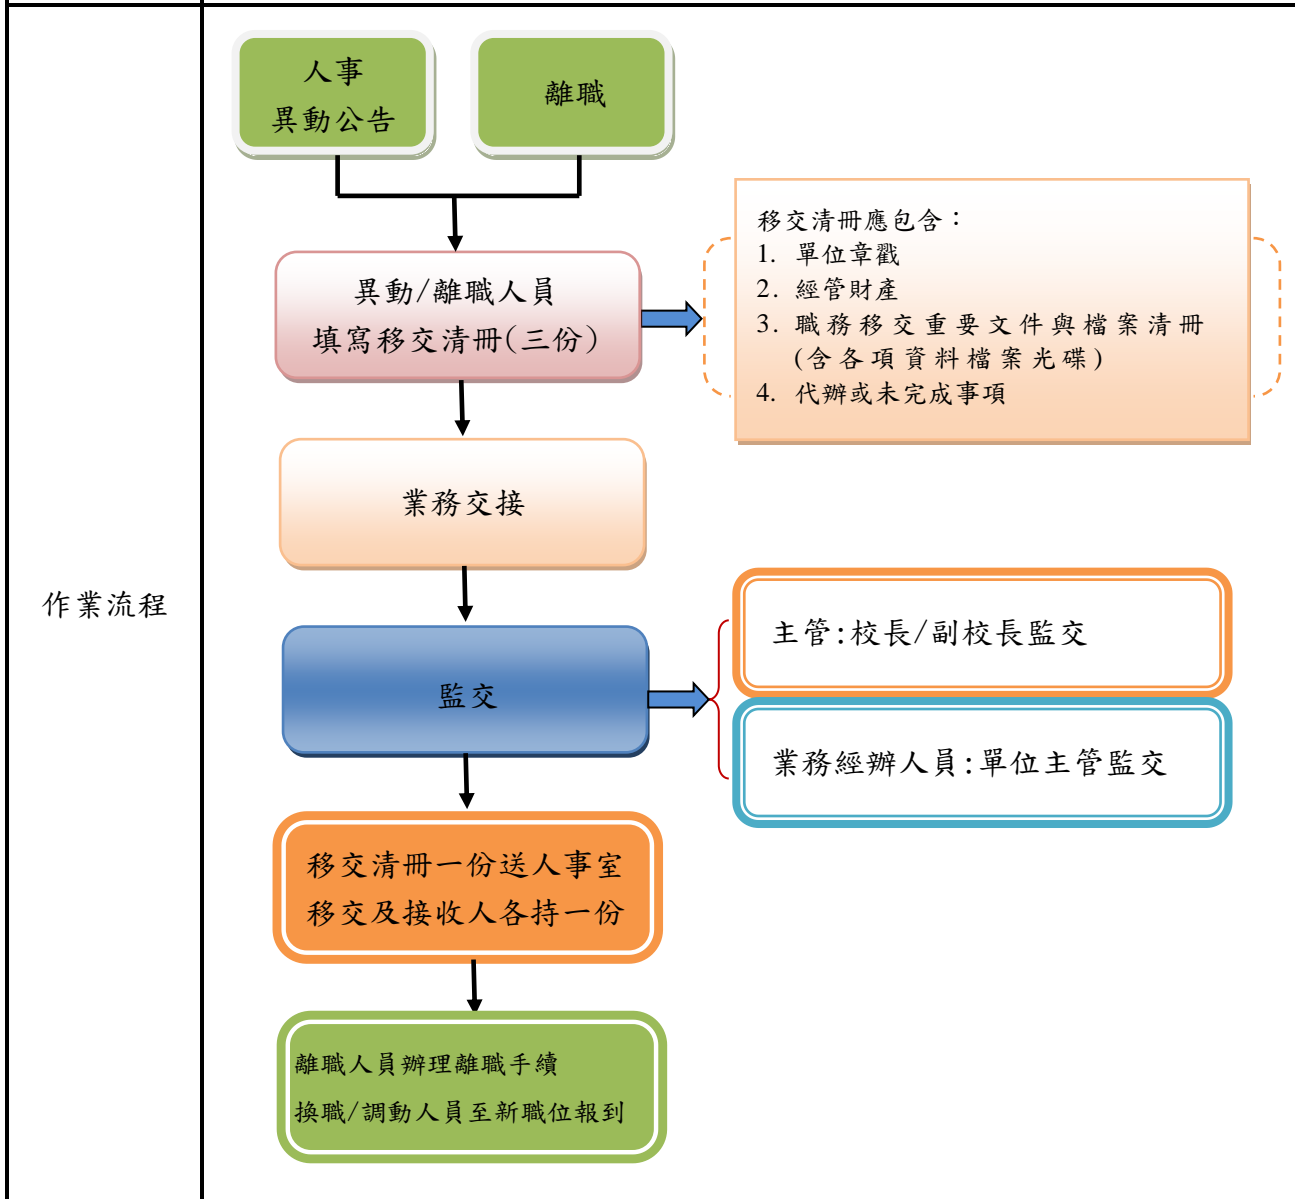 作業流程
人事
異動公告
離職
異動/離職人員
填寫移交清冊(三份)
移交清冊應包含：
1. 單位章戳
2. 經管財產
3. 職務移交重要文件與檔案清冊
(含各項資料檔案光碟)
4. 代辦或未完成事項
業務交接
監交
主管:校長/副校長監交
業務經辦人員:單位主管監交
移交清冊一份送人事室
移交及接收人各持一份
離職人員辦理離職手續
換職/調動人員至新職位報到